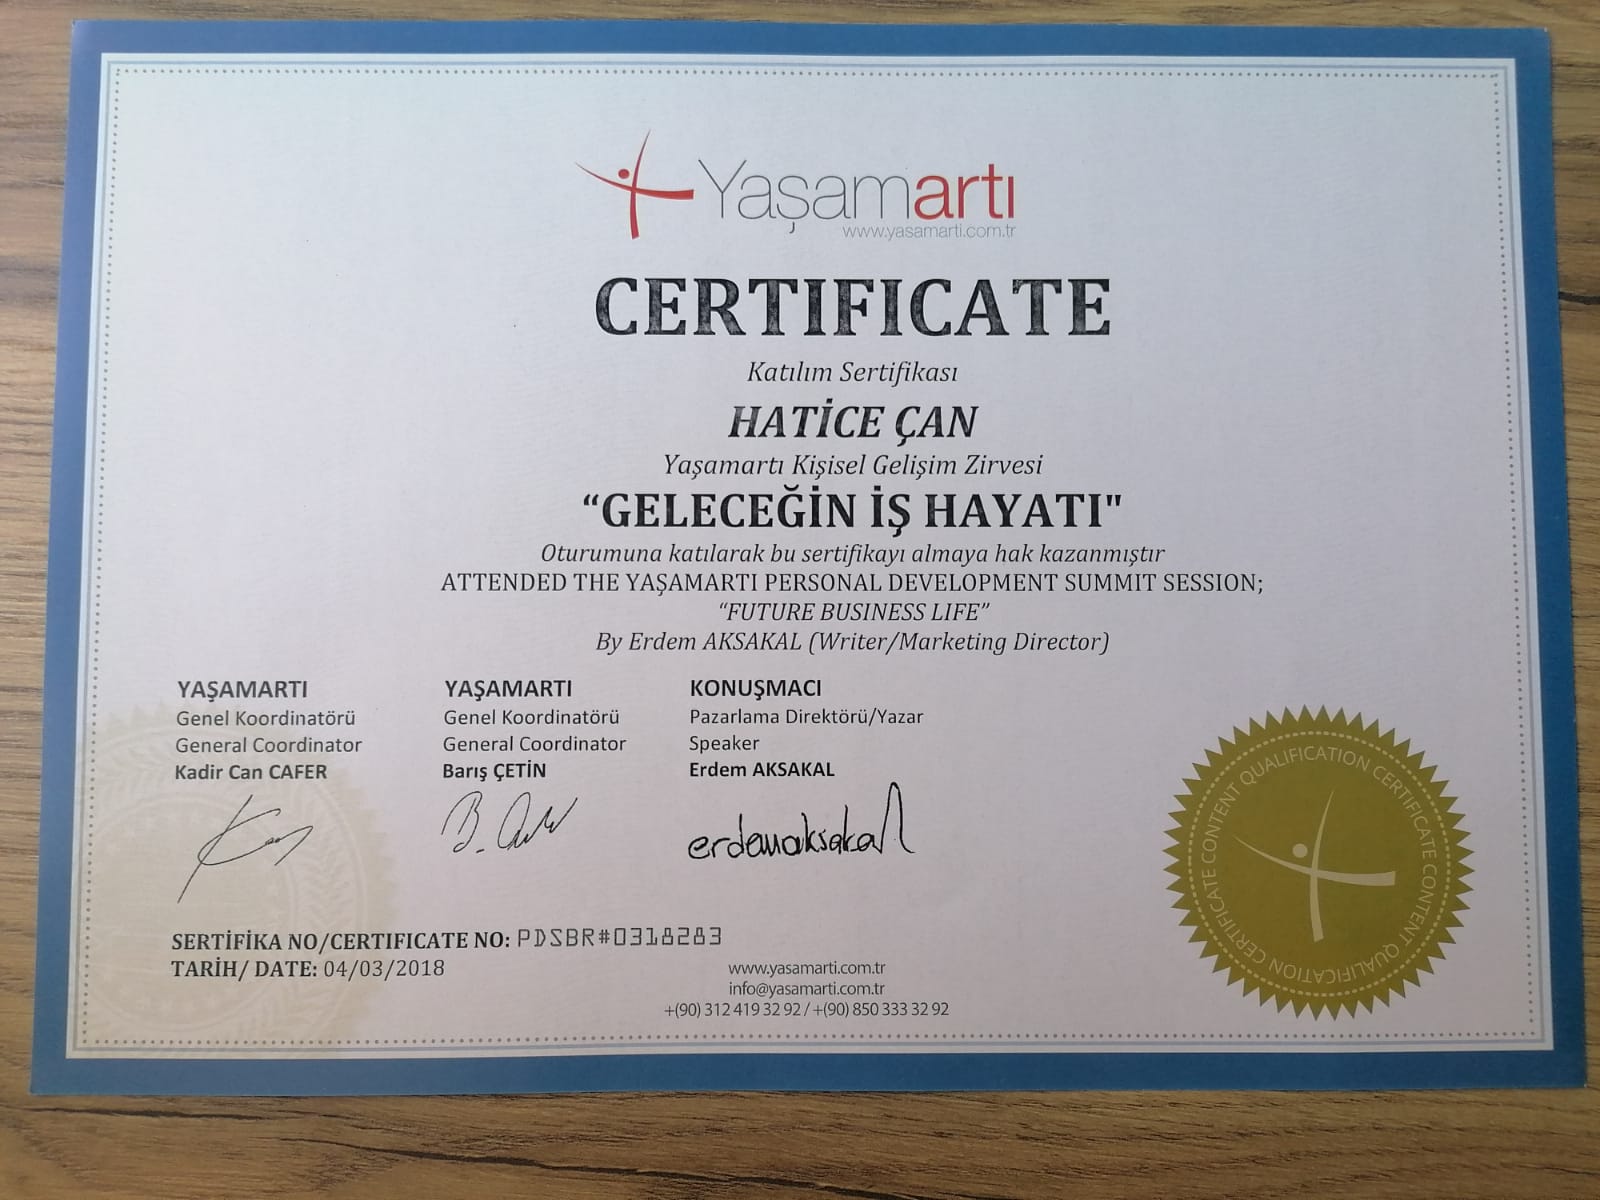 Yaşamartı
www.yasamarti.com.tr
CERTIFICATE
Katılım Sertifikası
HATİCE ÇAN
Yaşamartı Kişisel Gelişim Zirvesi
“GELECEĞİN İŞ HAYATI"
Oturumuna katılarak bu sertifikayı almaya hak kazanmıştır
ATTENDED THE YAŞAMARTI PERSONAL DEVELOPMENT SUMMIT SESSION;
“FUTURE BUSINESS LIFE”
By Erdem AKSAKAL (Writer/Marketing Director)
YAŞAMARTI
Genel Koordinatörü
General Coordinator
Kadir Can CAFER
YAŞAMARTI
Genel Koordinatörü
General Coordinator
Barış ÇETİN
KONUŞMACI
Pazarlama Direktörü/Yazar
Speaker
Erdem AKSAKAL
erdemaksakal
CERTIFICATE CONTENT QUALIFICATION CERTIFICATE CONTENT QUALIFICATION
SERTİFİKA NO/CERTIFICATE NO: PDSBR#0318283
TARİH/ DATE: 04/03/2018
www.yasamarti.com.tr
info@yasamarti.com.tr
+(90) 312 419 32 92 / +(90) 850 333 32 92